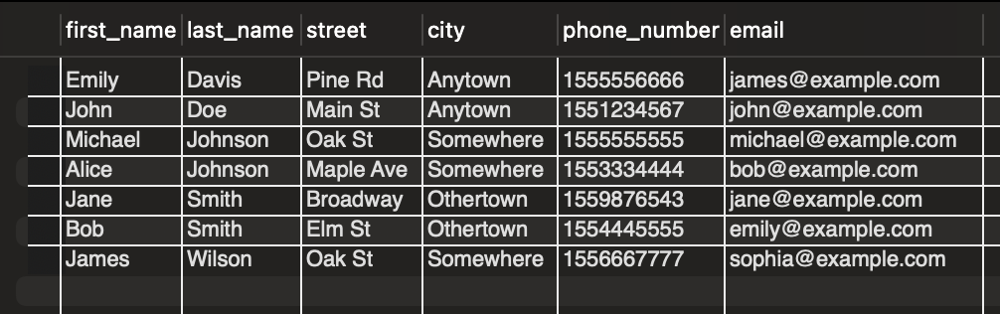 first_name last_name street city phone_number email
Emily Davis Pine Rd Anytown 1555556666 james@example.com
John Doe Main St Anytown 1551234567 john@example.com
Michael Johnson Oak St Somewhere 1555555555 michael@example.com
Alice Johnson Maple Ave Somewhere 1553334444 bob@example.com
Jane Smith Broadway Othertown 1559876543 jane@example.com
Bob Smith Elm St Othertown 1554445555 emily@example.com
James Wilson Oak St Somewhere 1556667777 sophia@example.com